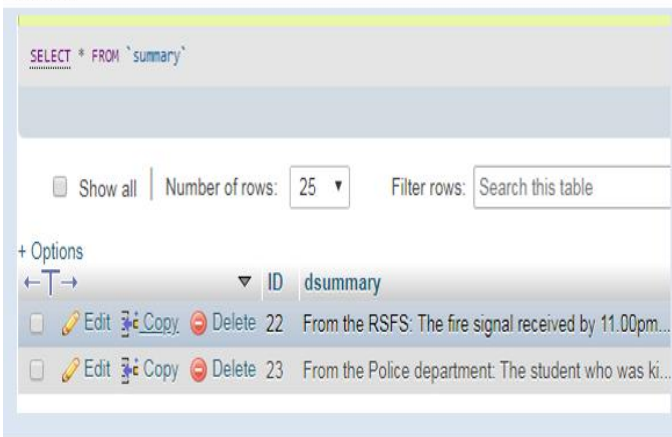 SELECT * FROM `summary`
Show all | Number of rows: 25 Filter rows: Search this table
+ Options
←T→ ID dsummary
Edit Copy Delete 22 From the RSFS: The fire signal received by 11.00pm...
Edit Copy Delete 23 From the Police department: The student who was ki...